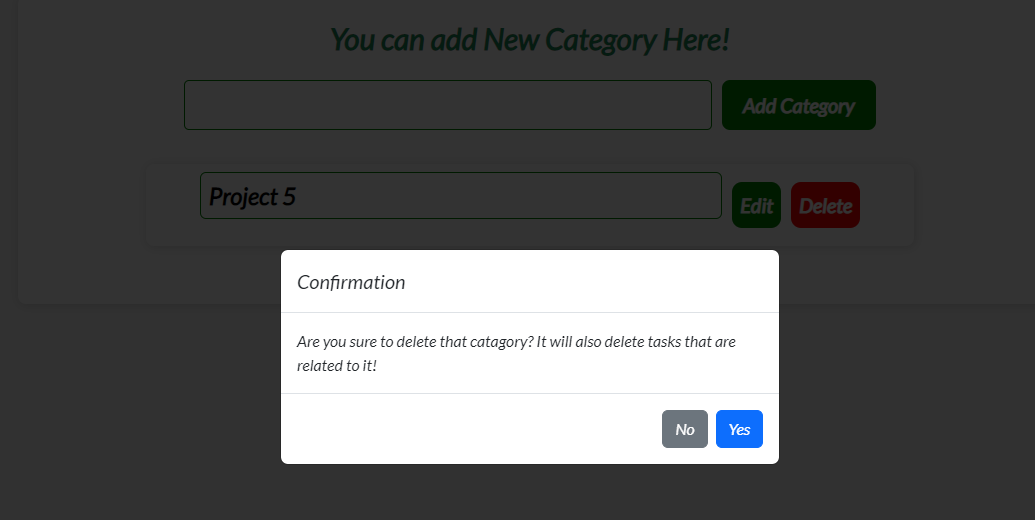 You can add New Category Here!
Add Category
Project 5
Edit
Delete
Confirmation
Are you sure to delete that catagory? It will also delete tasks that are
related to it!
No
Yes